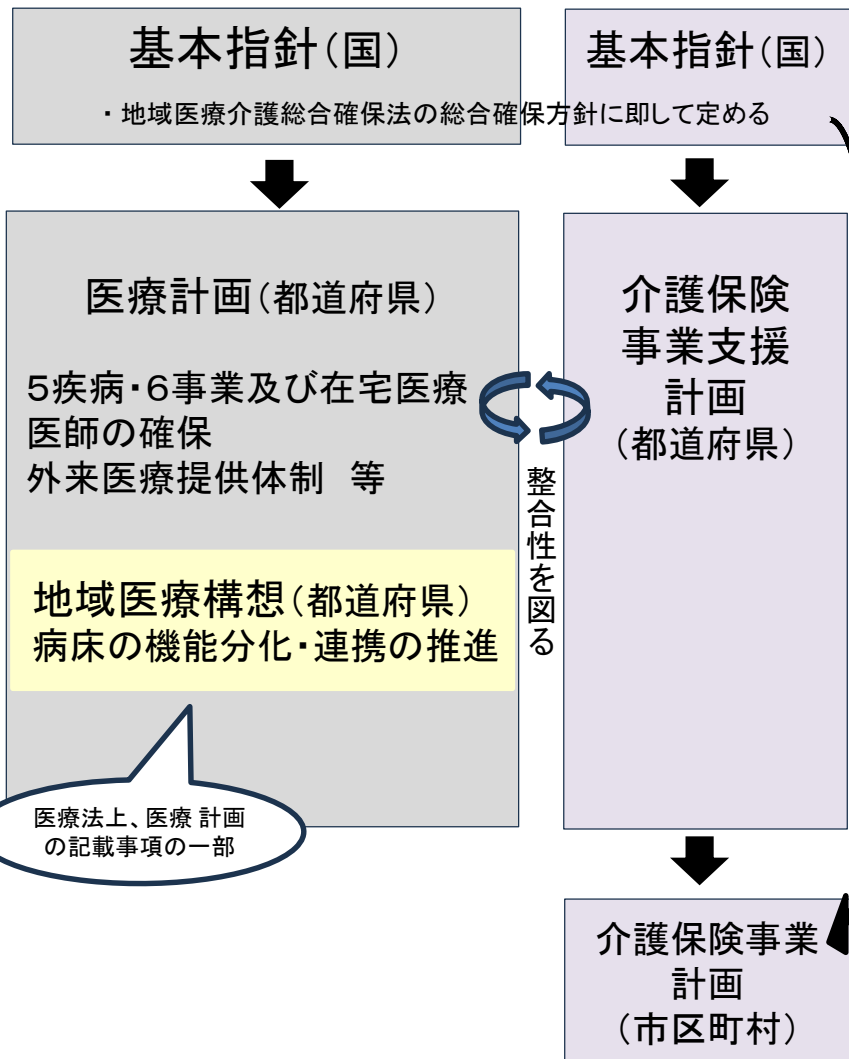 基本指針(国)
基本指針(国)
・地域医療介護総合確保法の総合確保方針に即して定める
医療計画(都道府県)
5疾病・6事業及び在宅医療
医師の確保
外来医療提供体制 等
地域医療構想(都道府県)
病床の機能分化・連携の推進
医療法上、医療 計画
の記載事項の一部
整合性を図る
介護保険
事業支援
計画
(都道府県)
介護保険事業
計画
(市区町村)